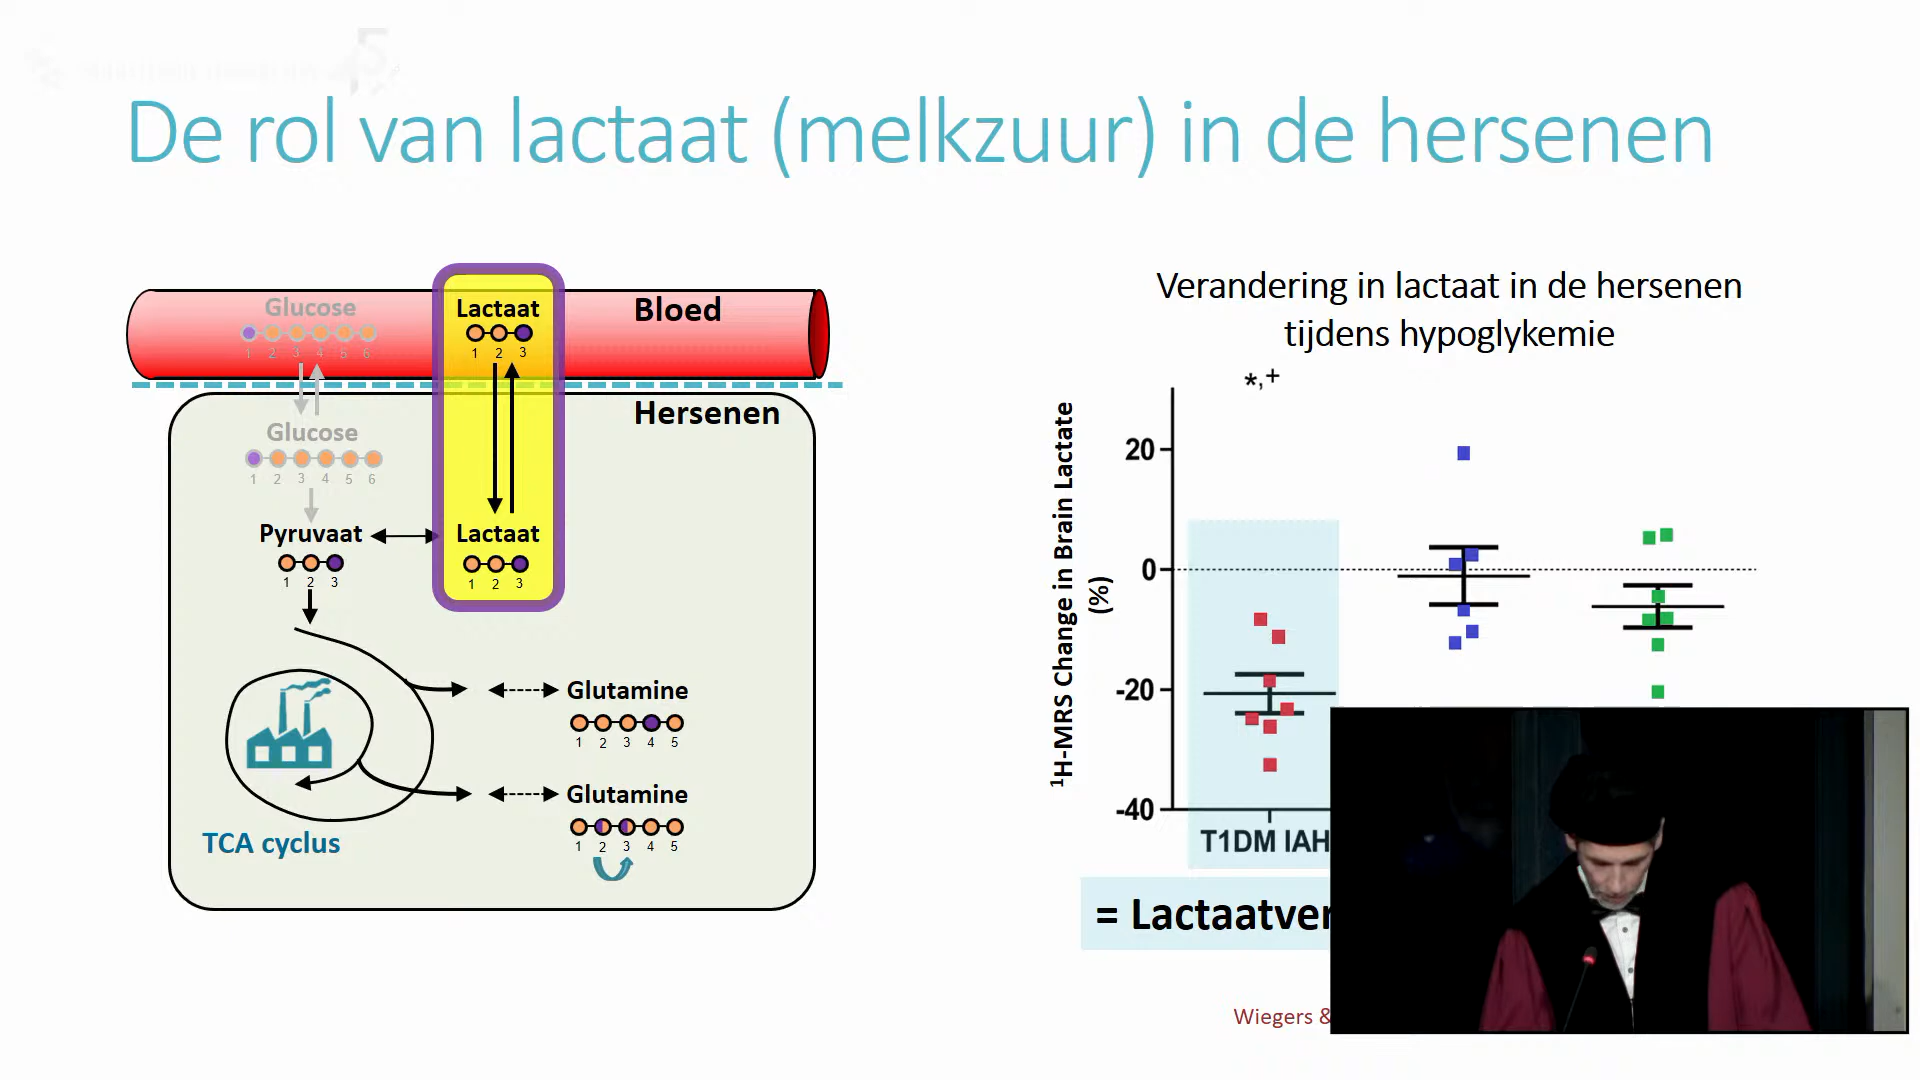 De rol van lactaat (melkzuur) in de hersenen
Glucose
1 2 3 4 5 6
Lactaat
1 2 3
Bloed
Hersenen
Glucose
1 2 3 4 5 6
Pyruvaat
1 2 3
Lactaat
1 2 3
Glutamine
1 2 3 4 5
Glutamine
1 2 3 4 5
TCA cyclus
Verandering in lactaat in de hersenen
tijdens hypoglykemie
*,+
¹H-MRS Change in Brain Lactate
(%)
20
0
-20
-40
T1DM IAH
= Lactaatver
Wiegers &